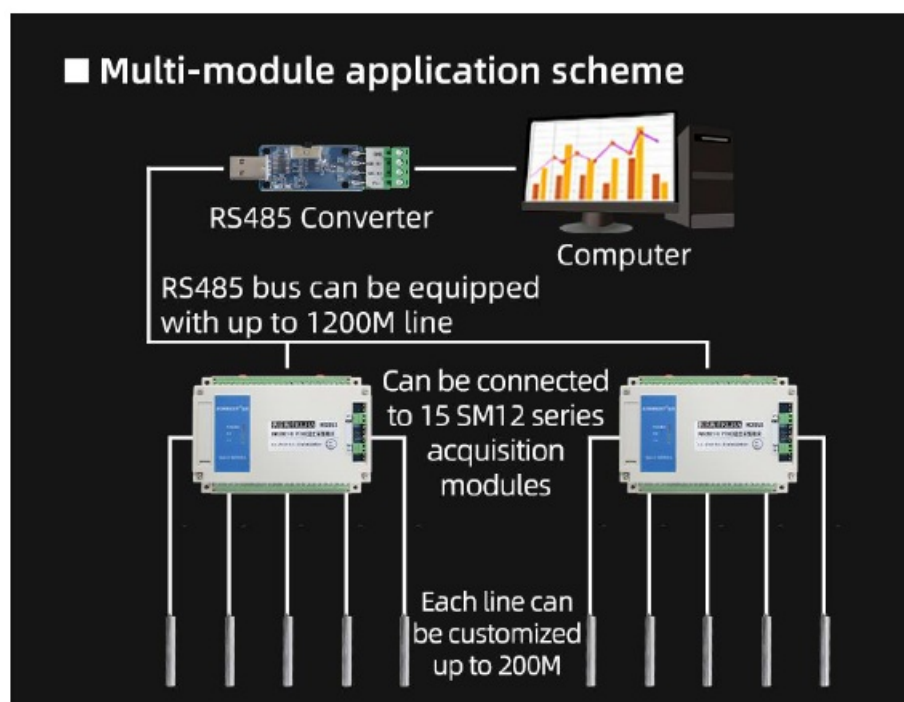 ■ Multi-module application scheme
RS485 Converter
Computer
RS485 bus can be equipped
with up to 1200M line
Can be connected
to 15 SM12 series
acquisition
modules
Each line can
be customized
up to 200M